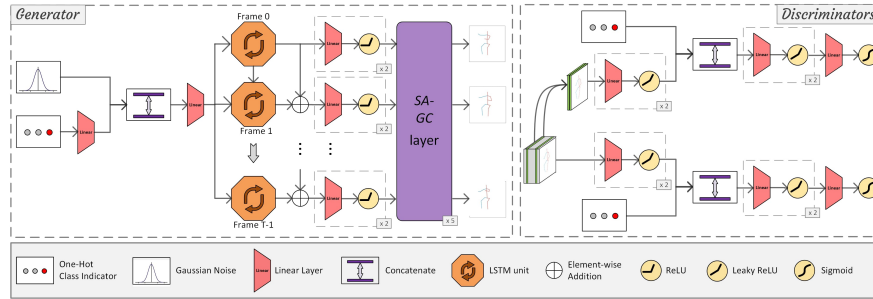 Generator
Discriminators
Frame 0
Linear
x 2
Linear
Linear
Frame 1
Linear
x 2
SA-
GC
layer
Frame T-1
Linear
x 2
x 5
Linear
x 2
Linear
Linear
x 2
Linear
x 2
Linear
Linear
x 2
Linear
One-Hot
Class Indicator
Gaussian Noise
Linear
Linear Layer
Concatenate
LSTM unit
Element-wise
Addition
ReLU
Leaky ReLU
Sigmoid